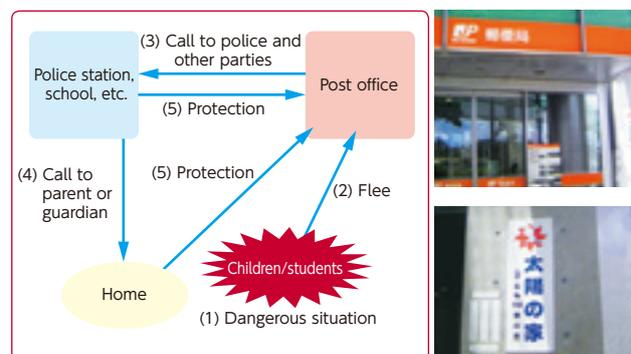 (3) Call to police and
other parties
Police station,
school, etc.
Post office
(5) Protection
(4) Call to
parent or
guardian
(5) Protection
(2) Flee
Children/students
Home
(1) Dangerous situation
郵便局
太陽の家